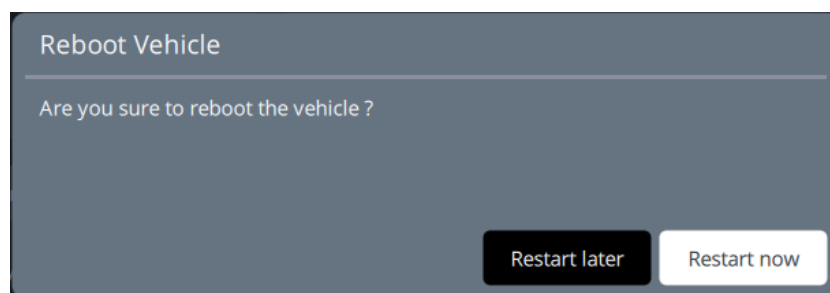 Reboot Vehicle
Are you sure to reboot the vehicle ?
Restart later
Restart now